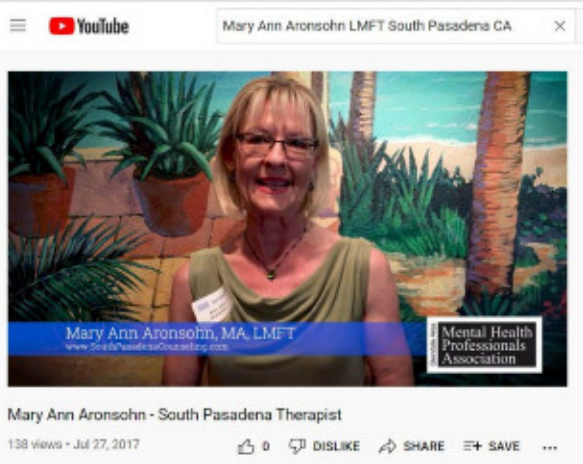 YouTube
Mary Ann Aronsohn LMFT South Pasadena CA
Mary Ann Aronsohn, MA, LMFT
www.SouthPasadenaCounseling.com
Mental Health
Professionals
Association
Mary Ann Aronsohn - South Pasadena Therapist
138 views • Jul 27, 2017
0 DISLIKE SHARE SAVE